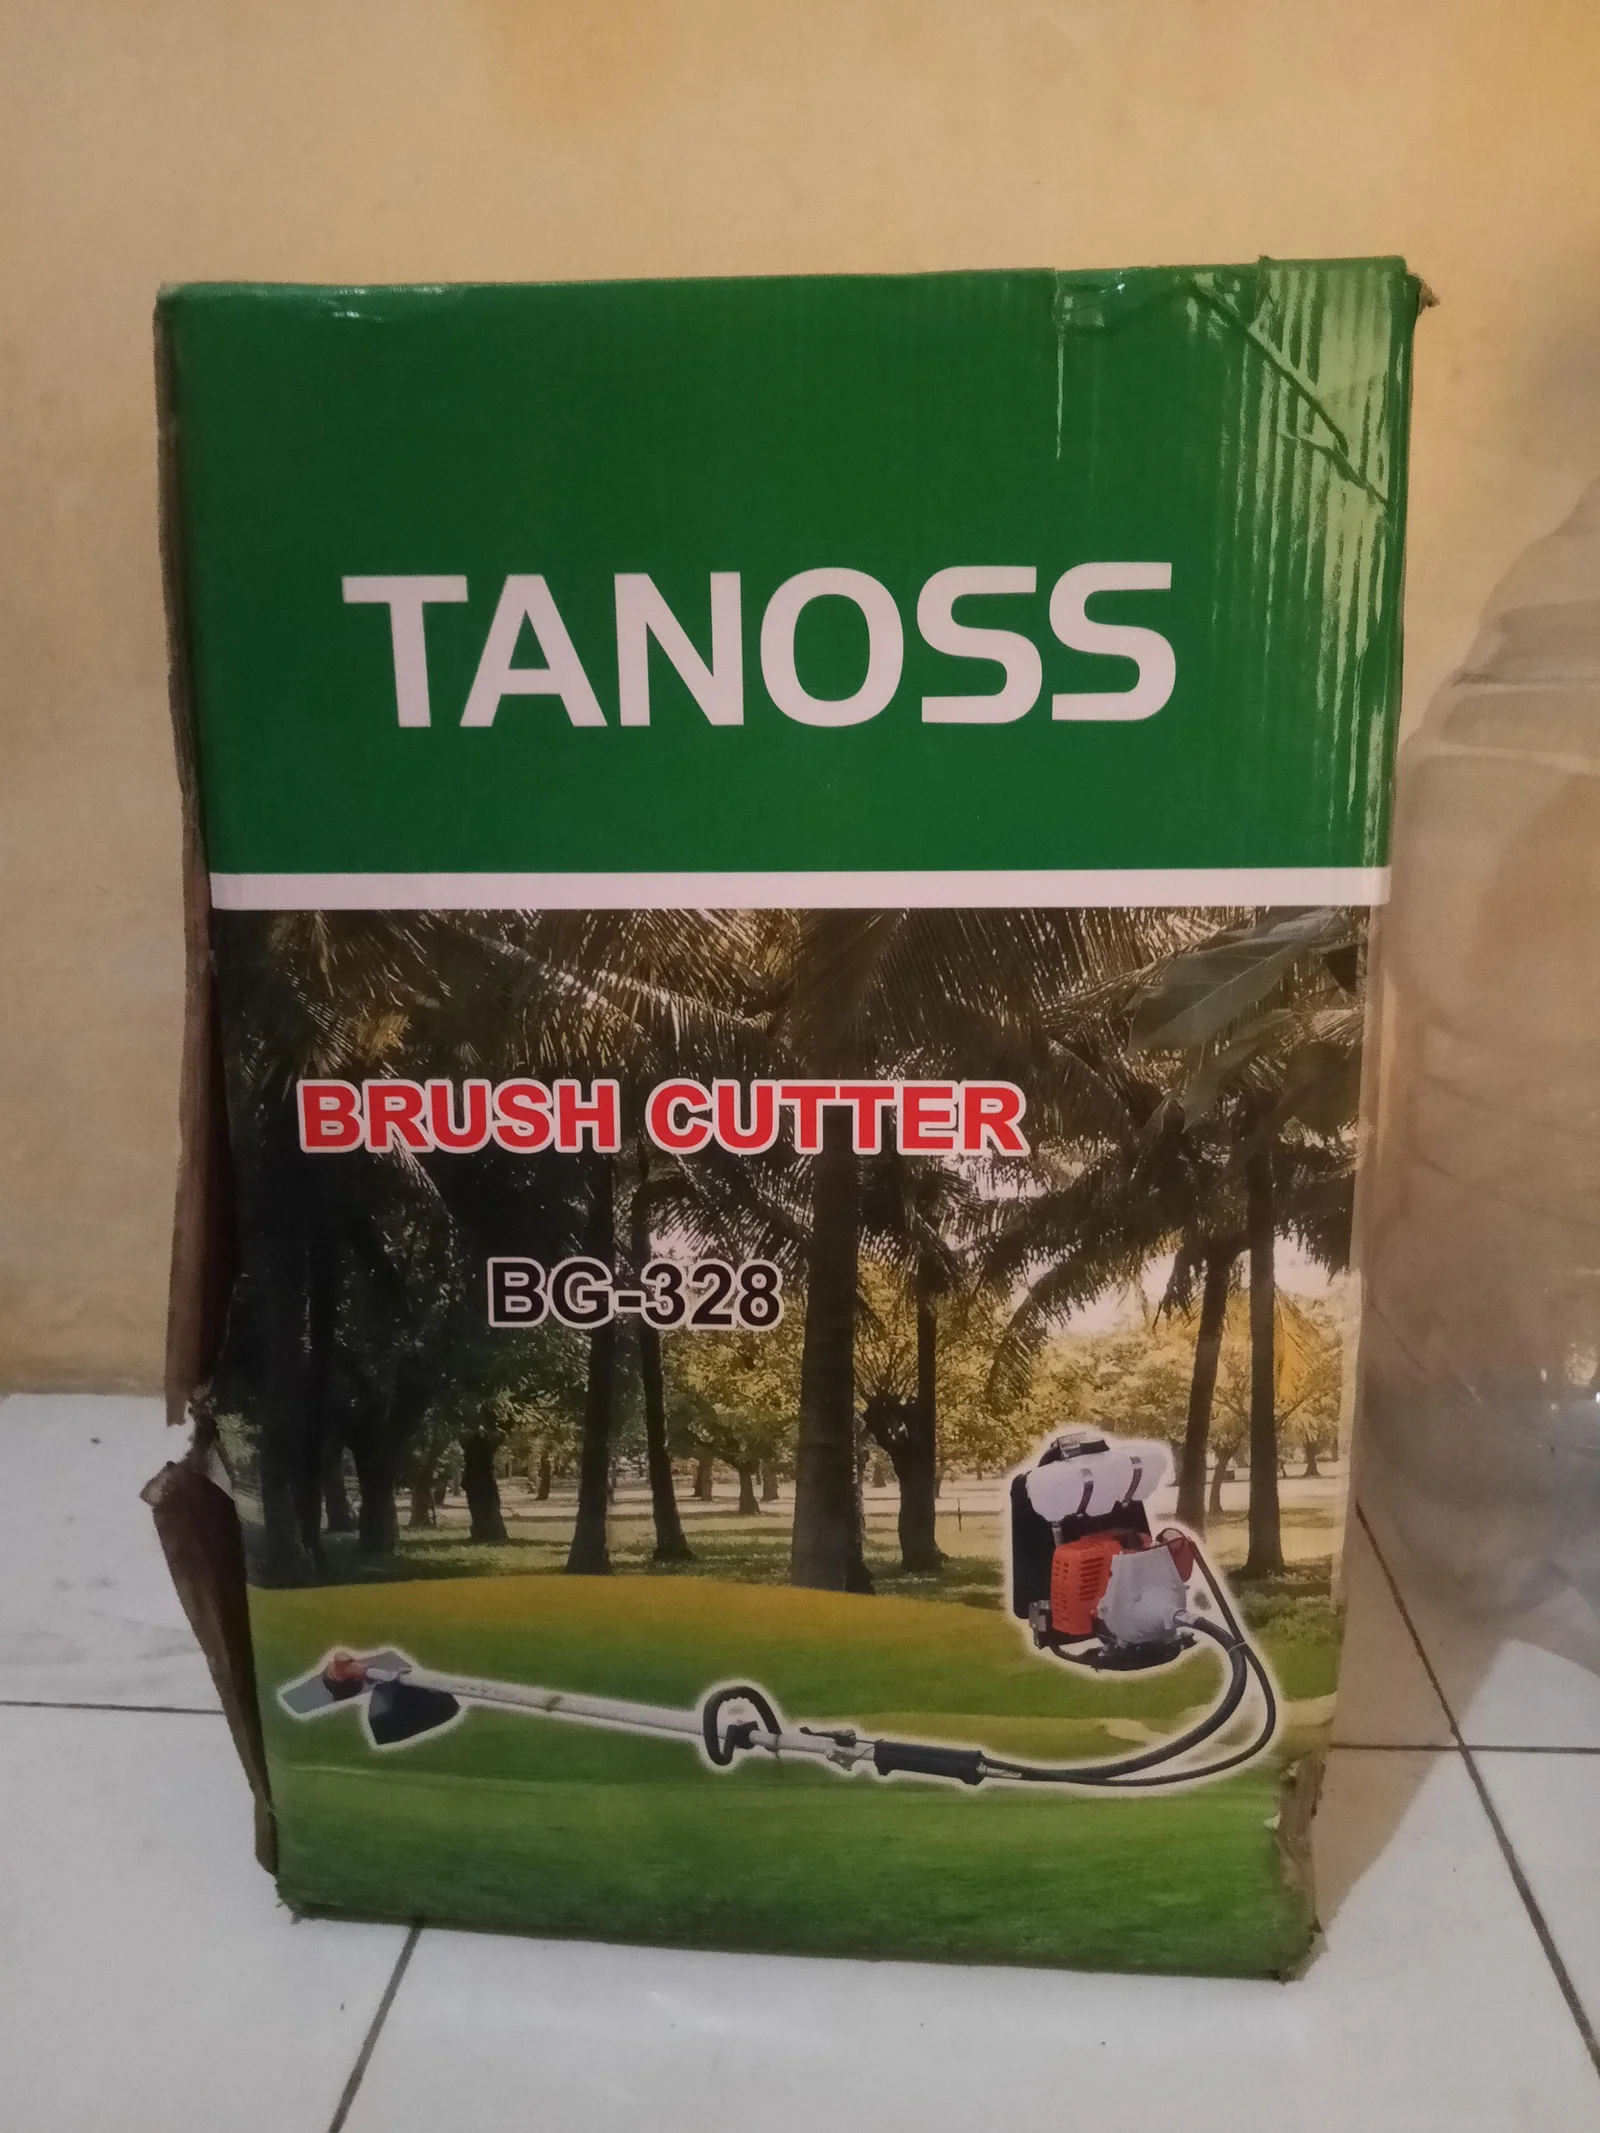 TANOSS
BRUSH CUTTER
BG-328